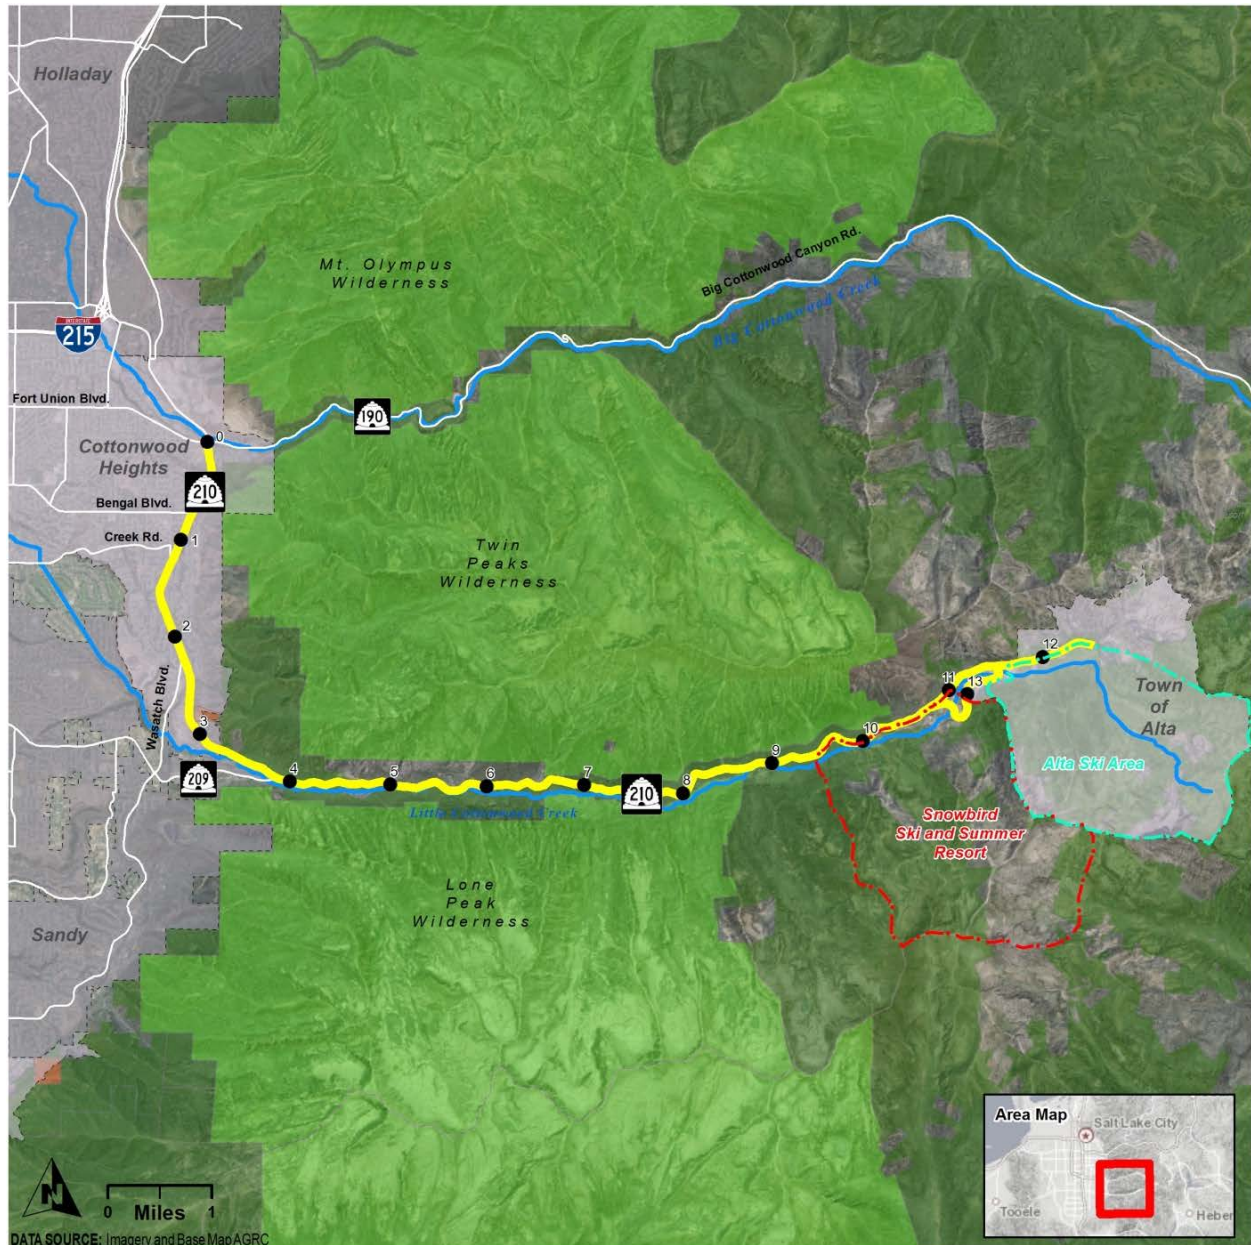 Holladay
Mt. Olympus
Wilderness
Big Cottonwood Canyon Rd.
Big Cottonwood Creek
INTERSTATE
215
Fort Union Blvd.
190
0
Cottonwood
Heights
210
Bengal Blvd.
Creek Rd.
1
Twin
Peaks
Wilderness
2
12
11
13
Town
of
Alta
Wasatch Blvd.
3
10
9
Alta Ski Area
209
4
5
6
7
210
8
Little Cottonwood Creek
Snowbird
Ski and Summer
Resort
Lone
Peak
Wilderness
Sandy
Area Map
Salt Lake City
Tooele
Heber
N
0 Miles 1
DATA SOURCE: Imagery and Base Map AGRC